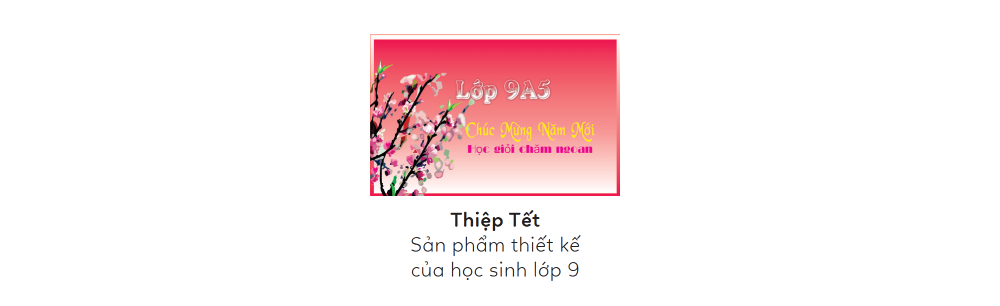 Lớp 9A5
Chúc Mừng Năm Mới
Học giỏi chăm ngoan
Thiệp Tết
Sản phẩm thiết kế
của học sinh lớp 9